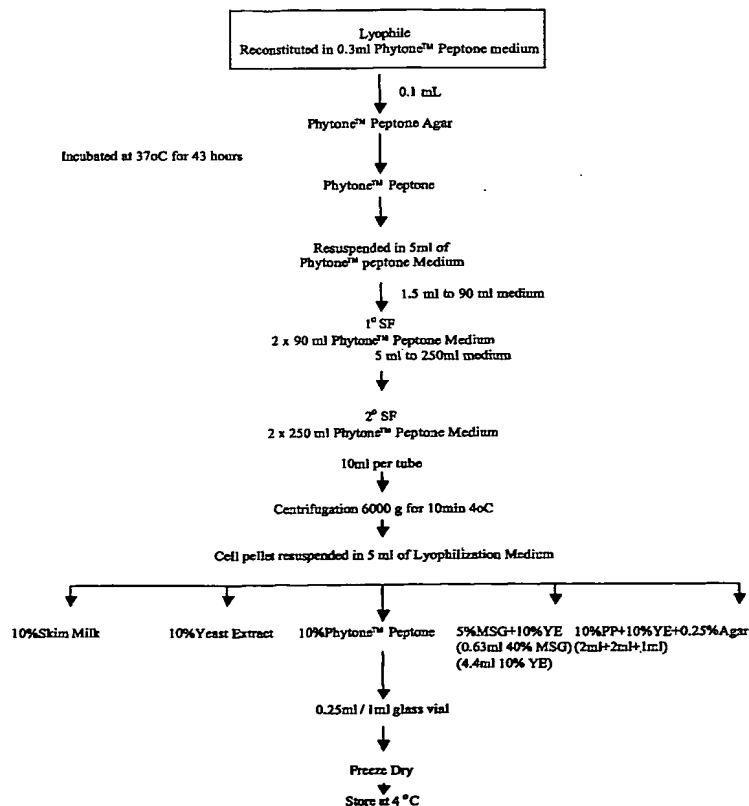 Lyophile
Reconstituted in 0.3ml Phytone™ Peptone medium
0.1 mL
Phytone™ Peptone Agar
Incubated at 37oC for 43 hours
Phytone™ Peptone
Resuspended in 5ml of
Phytone™ peptone Medium
1.5 ml to 90 ml medium
1° SF
2 x 90 ml Phytone™ Peptone Medium
5 ml to 250ml medium
2° SF
2 x 250 ml Phytone™ Peptone Medium
10ml per tube
Centrifugation 6000 g for 10min 4oC
Cell pellet resuspended in 5 ml of Lyophilization Medium
10%Skim Milk 10%Yeast Extract 10%Phytone™ Peptone 5%MSG+10%YE 10%PP+10%YE+0.25%Agar
(0.63ml 40% MSG) (2ml+2ml+1ml)
(4.4ml 10% YE)
0.25ml / 1ml glass vial
Freeze Dry
Store at 4 °C